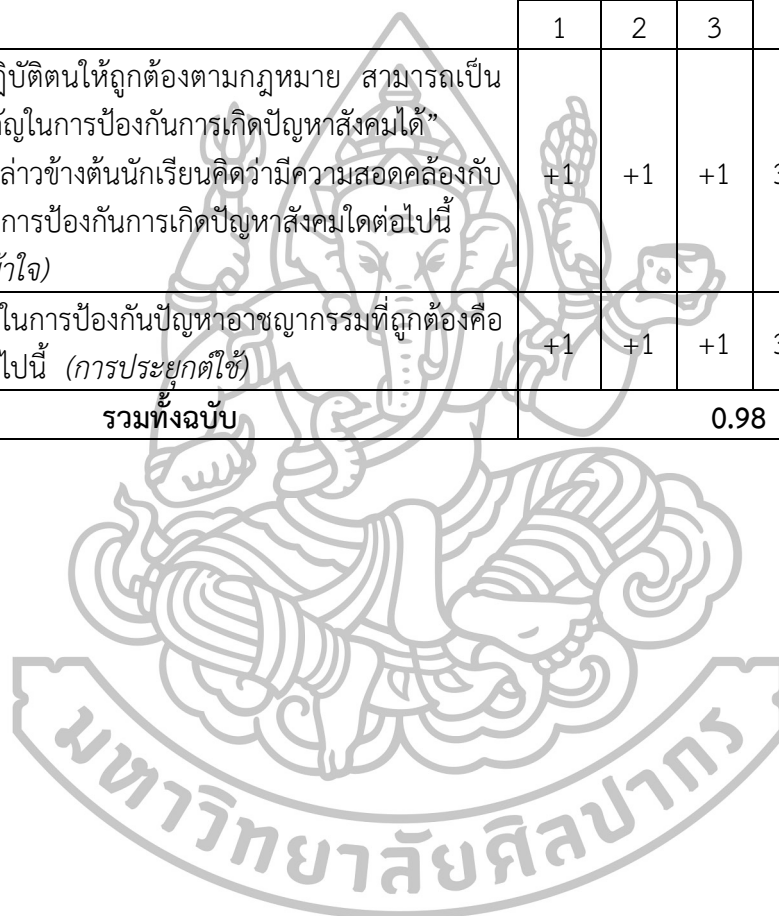 1 2 3
ฏิบัติตนให้ถูกต้องตามกฎหมาย สามารถเป็น
ัญในการป้องกันการเกิดปัญหาสังคมได้”
ล่าวข้างต้นนักเรียนคิดว่ามีความสอดคล้องกับ +1 +1 +1 3
การป้องกันการเกิดปัญหาสังคมใดต่อไปนี้
ข้าใจ)
ในการป้องกันปัญหาอาชญากรรมที่ถูกต้องคือ
ไปนี้ (การประยุกต์ใช้) +1 +1 +1 3
รวมทั้งฉบับ 0.98
มหาวิทยาลัยศิลปากร